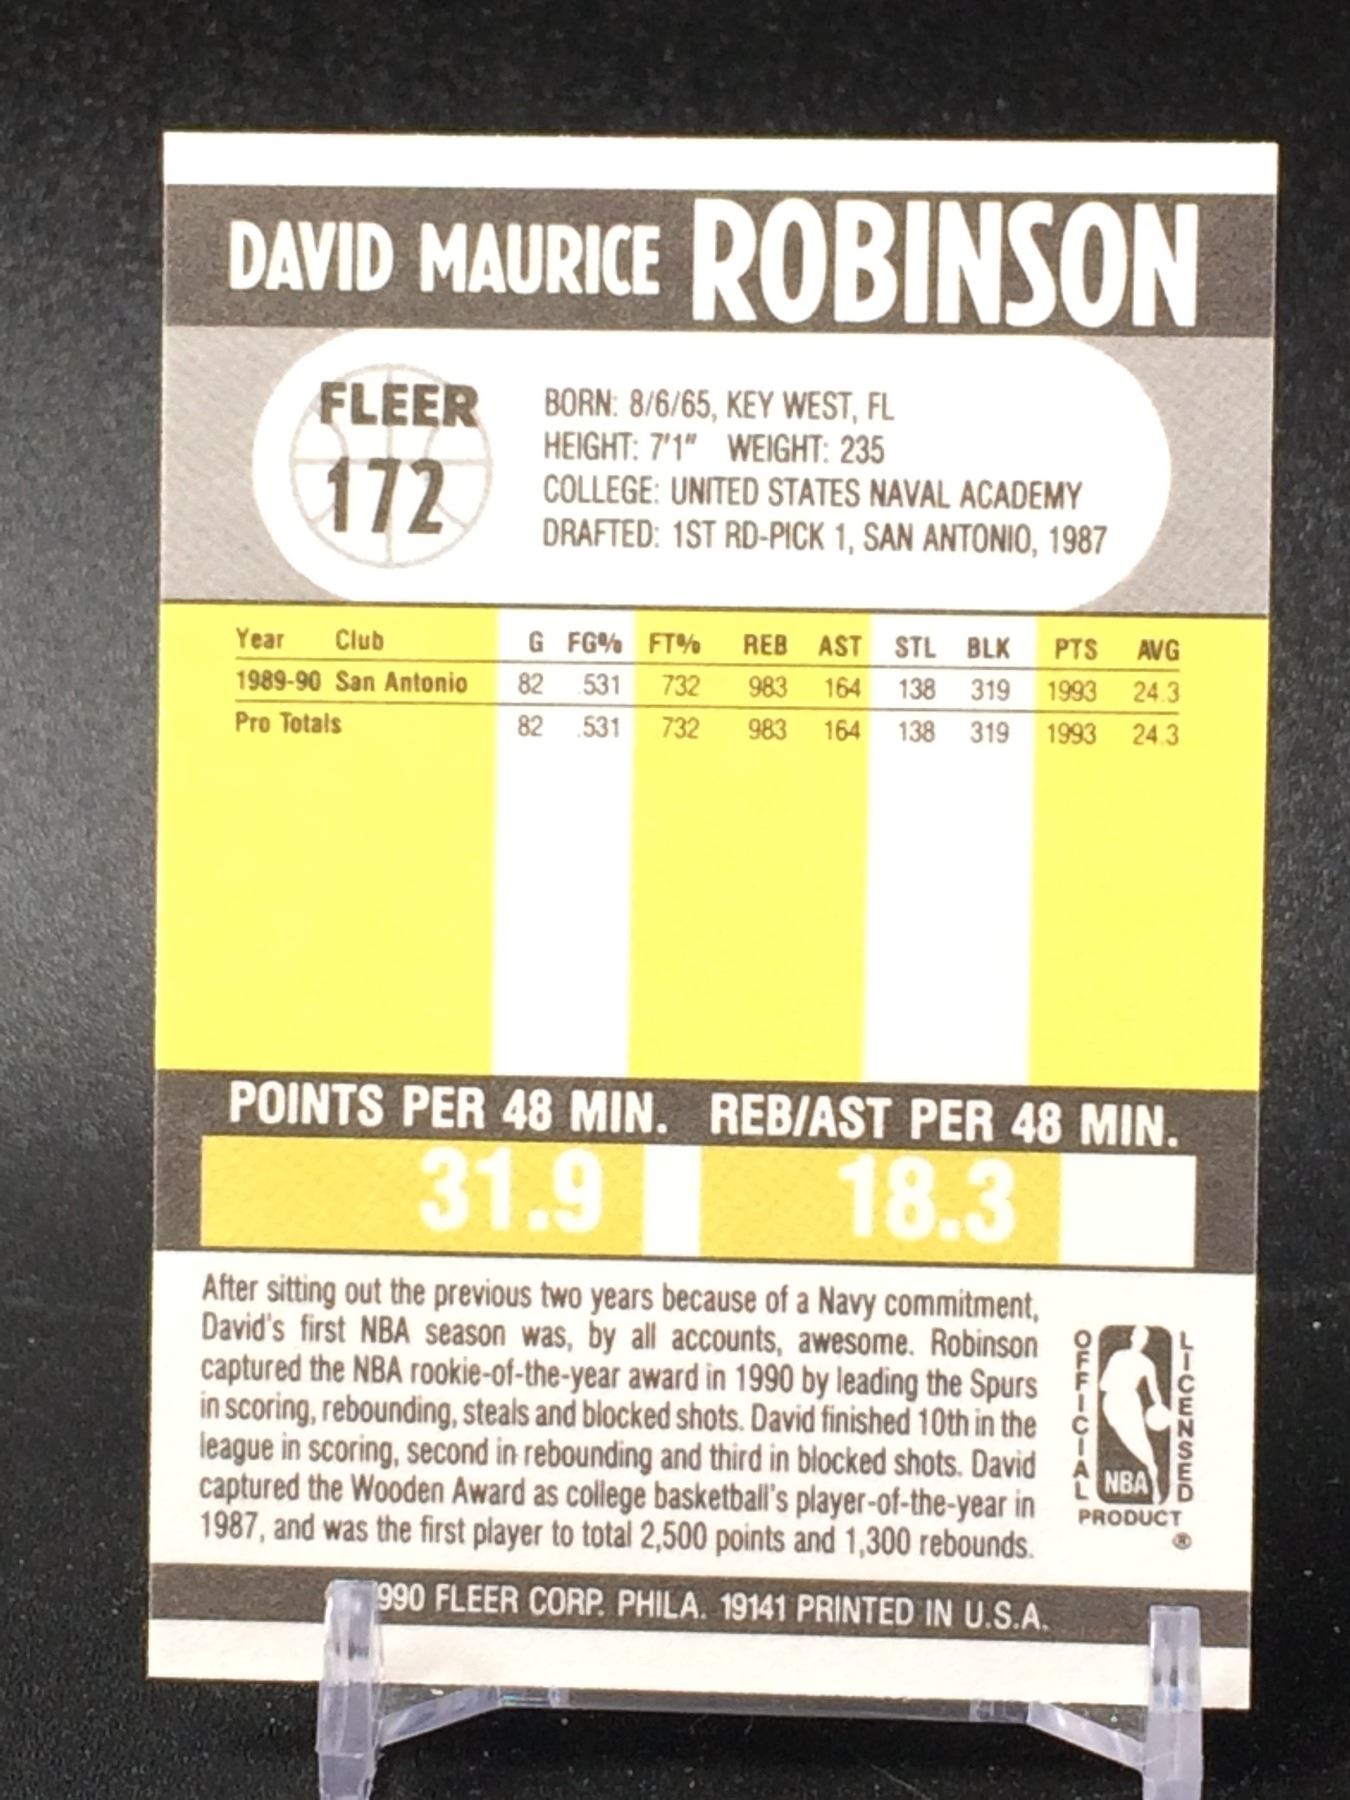 DAVID MAURICE ROBINSON
FLEER
172
BORN: 8/6/65, KEY WEST, FL
HEIGHT: 7'1" WEIGHT: 235
COLLEGE: UNITED STATES NAVAL ACADEMY
DRAFTED: 1ST RD-PICK 1, SAN ANTONIO, 1987
Year Club G FG% FT% REB AST STL BLK PTS AVG
1989-90 San Antonio 82 .531 .732 983 164 138 319 1993 24.3
Pro Totals 82 .531 .732 983 164 138 319 1993 24.3
POINTS PER 48 MIN. REB/AST PER 48 MIN.
31.9 18.3
After sitting out the previous two years because of a Navy commitment,
David's first NBA season was, by all accounts, awesome. Robinson
captured the NBA rookie-of-the-year award in 1990 by leading the Spurs
in scoring, rebounding, steals and blocked shots. David finished 10th in the
league in scoring, second in rebounding and third in blocked shots. David
captured the Wooden Award as college basketball's player-of-the-year in
1987, and was the first player to total 2,500 points and 1,300 rebounds.
OFFICIAL LICENSED
NBA
PRODUCT
®
990 FLEER CORP. PHILA. 19141 PRINTED IN U.S.A.